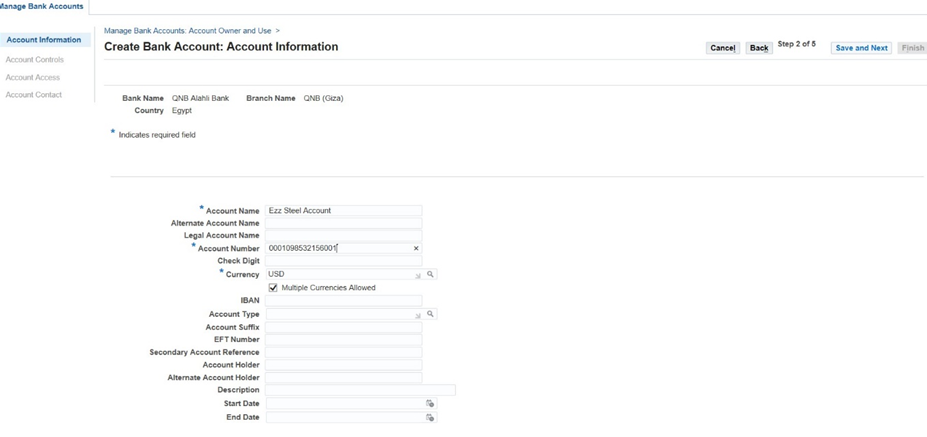 Manage Bank Accounts
Account Information
Account Controls
Account Access
Account Contact
Manage Bank Accounts: Account Owner and Use >
Create Bank Account: Account Information
Cancel Back Step 2 of 5 Save and Next Finish
Bank Name QNB Alahli Bank Branch Name QNB (Giza)
Country Egypt
* Indicates required field
* Account Name Ezz Steel Account
Alternate Account Name
Legal Account Name
* Account Number 0001098532156001 ×
Check Digit
* Currency USD
Multiple Currencies Allowed
IBAN
Account Type
Account Suffix
EFT Number
Secondary Account Reference
Account Holder
Alternate Account Holder
Description
Start Date
End Date